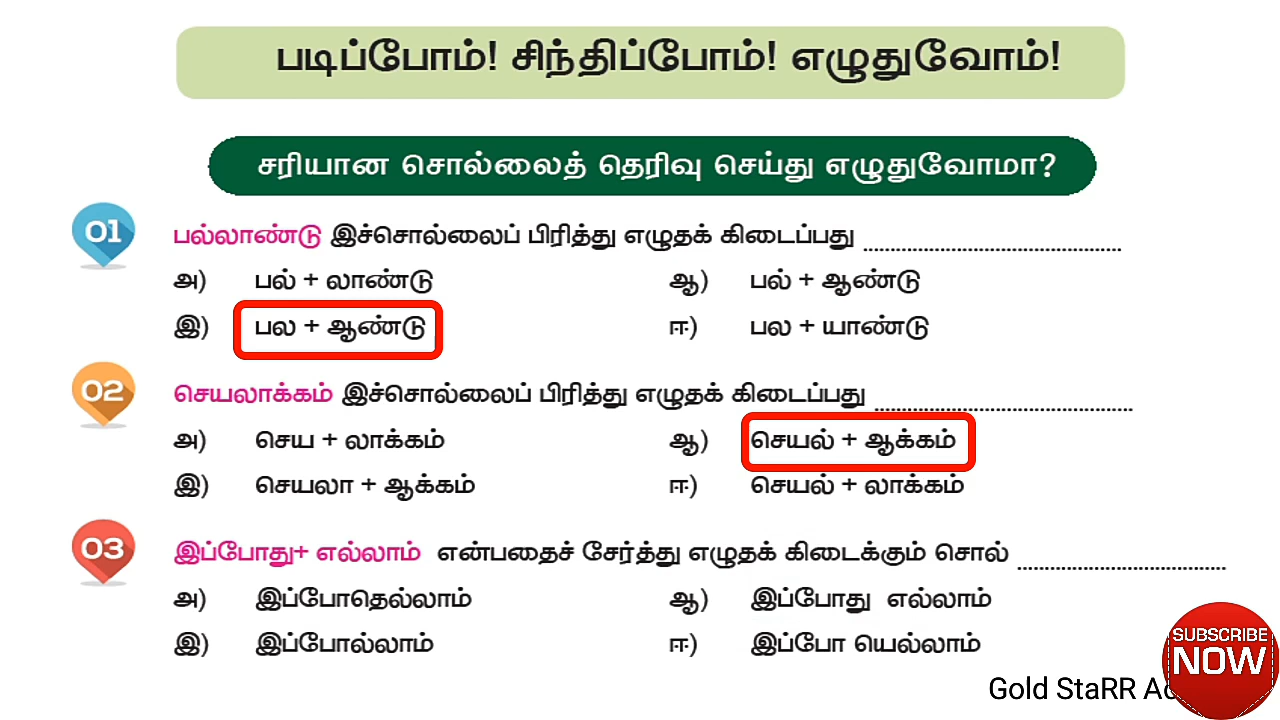 படிப்போம்! சிந்திப்போம்! எழுதுவோம்!
சரியான சொல்லைத் தெரிவு செய்து எழுதுவோமா?
01 பல்லாண்டு இச்சொல்லைப் பிரித்து எழுதக் கிடைப்பது ........................
அ) பல் + லாண்டு ஆ) பல் + ஆண்டு
இ) பல + ஆண்டு ஈ) பல + யாண்டு
02 செயலாக்கம் இச்சொல்லைப் பிரித்து எழுதக் கிடைப்பது ........................
அ) செய + லாக்கம் ஆ) செயல் + ஆக்கம்
இ) செயலா + ஆக்கம் ஈ) செயல் + லாக்கம்
03 இப்போது+ எல்லாம் என்பதைச் சேர்த்து எழுதக் கிடைக்கும் சொல் ........................
அ) இப்போதெல்லாம் ஆ) இப்போது எல்லாம்
இ) இப்போல்லாம் ஈ) இப்போ யெல்லாம்
SUBSCRIBE
NOW
Gold StaRR